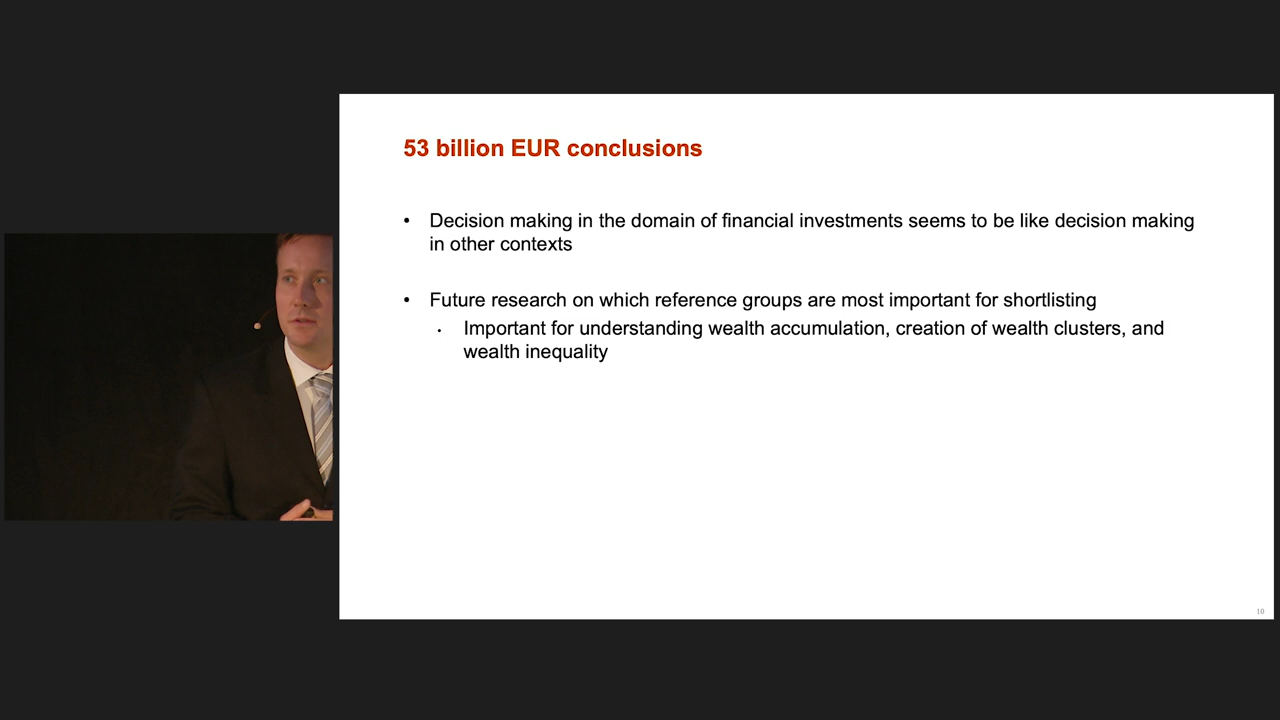 53 billion EUR conclusions
• Decision making in the domain of financial investments seems to be like decision making
in other contexts
• Future research on which reference groups are most important for shortlisting
• Important for understanding wealth accumulation, creation of wealth clusters, and
wealth inequality
10